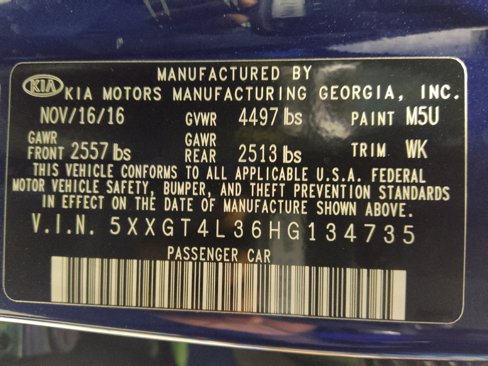 MANUFACTURED BY
KIA KIA MOTORS MANUFACTURING GEORGIA, INC.
NOV/16/16 GVWR 4497 lbs PAINT M5U
GAWR FRONT 2557 lbs GAWR REAR 2513 lbs TRIM WK
THIS VEHICLE CONFORMS TO ALL APPLICABLE U.S.A. FEDERAL
MOTOR VEHICLE SAFETY, BUMPER, AND THEFT PREVENTION STANDARDS
IN EFFECT ON THE DATE OF MANUFACTURE SHOWN ABOVE.
V.I.N. 5XXGT4L36HG134735
PASSENGER CAR